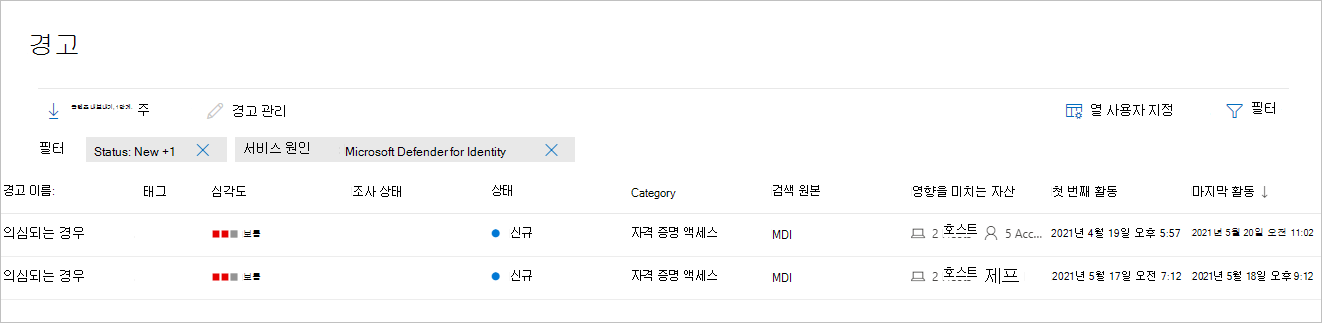 경고
주 경고 관리 열 사용자 지정 필터
필터 Status: New +1 서비스 원인 Microsoft Defender for Identity
경고 이름: 태그 심각도 조사 상태 상태 Category 검색 원본 영향을 미치는 자산 첫 번째 활동 마지막 활동 ↓
의심되는 경우 보통 신규 자격 증명 액세스 MDI 2 호스트 5 Acc... 2021년 4월 19일 오후 5:57 2021년 5월 20일 오전 11:02
의심되는 경우 보통 신규 자격 증명 액세스 MDI 2 호스트 제프 2021년 5월 17일 오전 7:12 2021년 5월 18일 오후 9:12